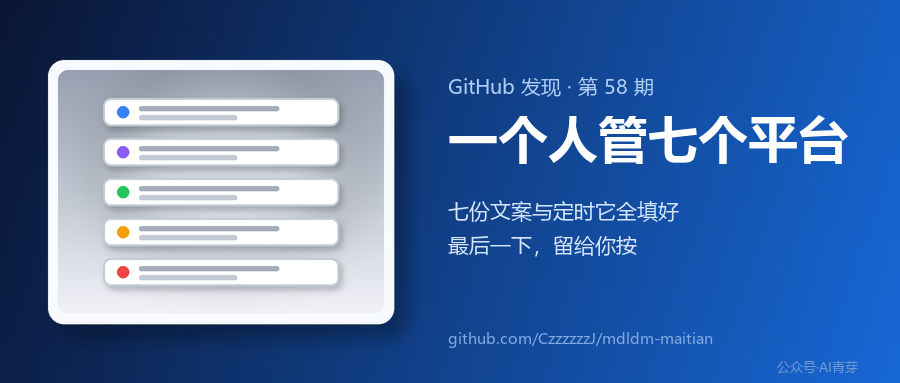 GitHub 发现 · 第 58 期
一个人管七个平台
七份文案与定时它全填好
最后一下，留给你按
github.com/CzzzzzzJ/mdldm-maitian
公众号·AI青芽